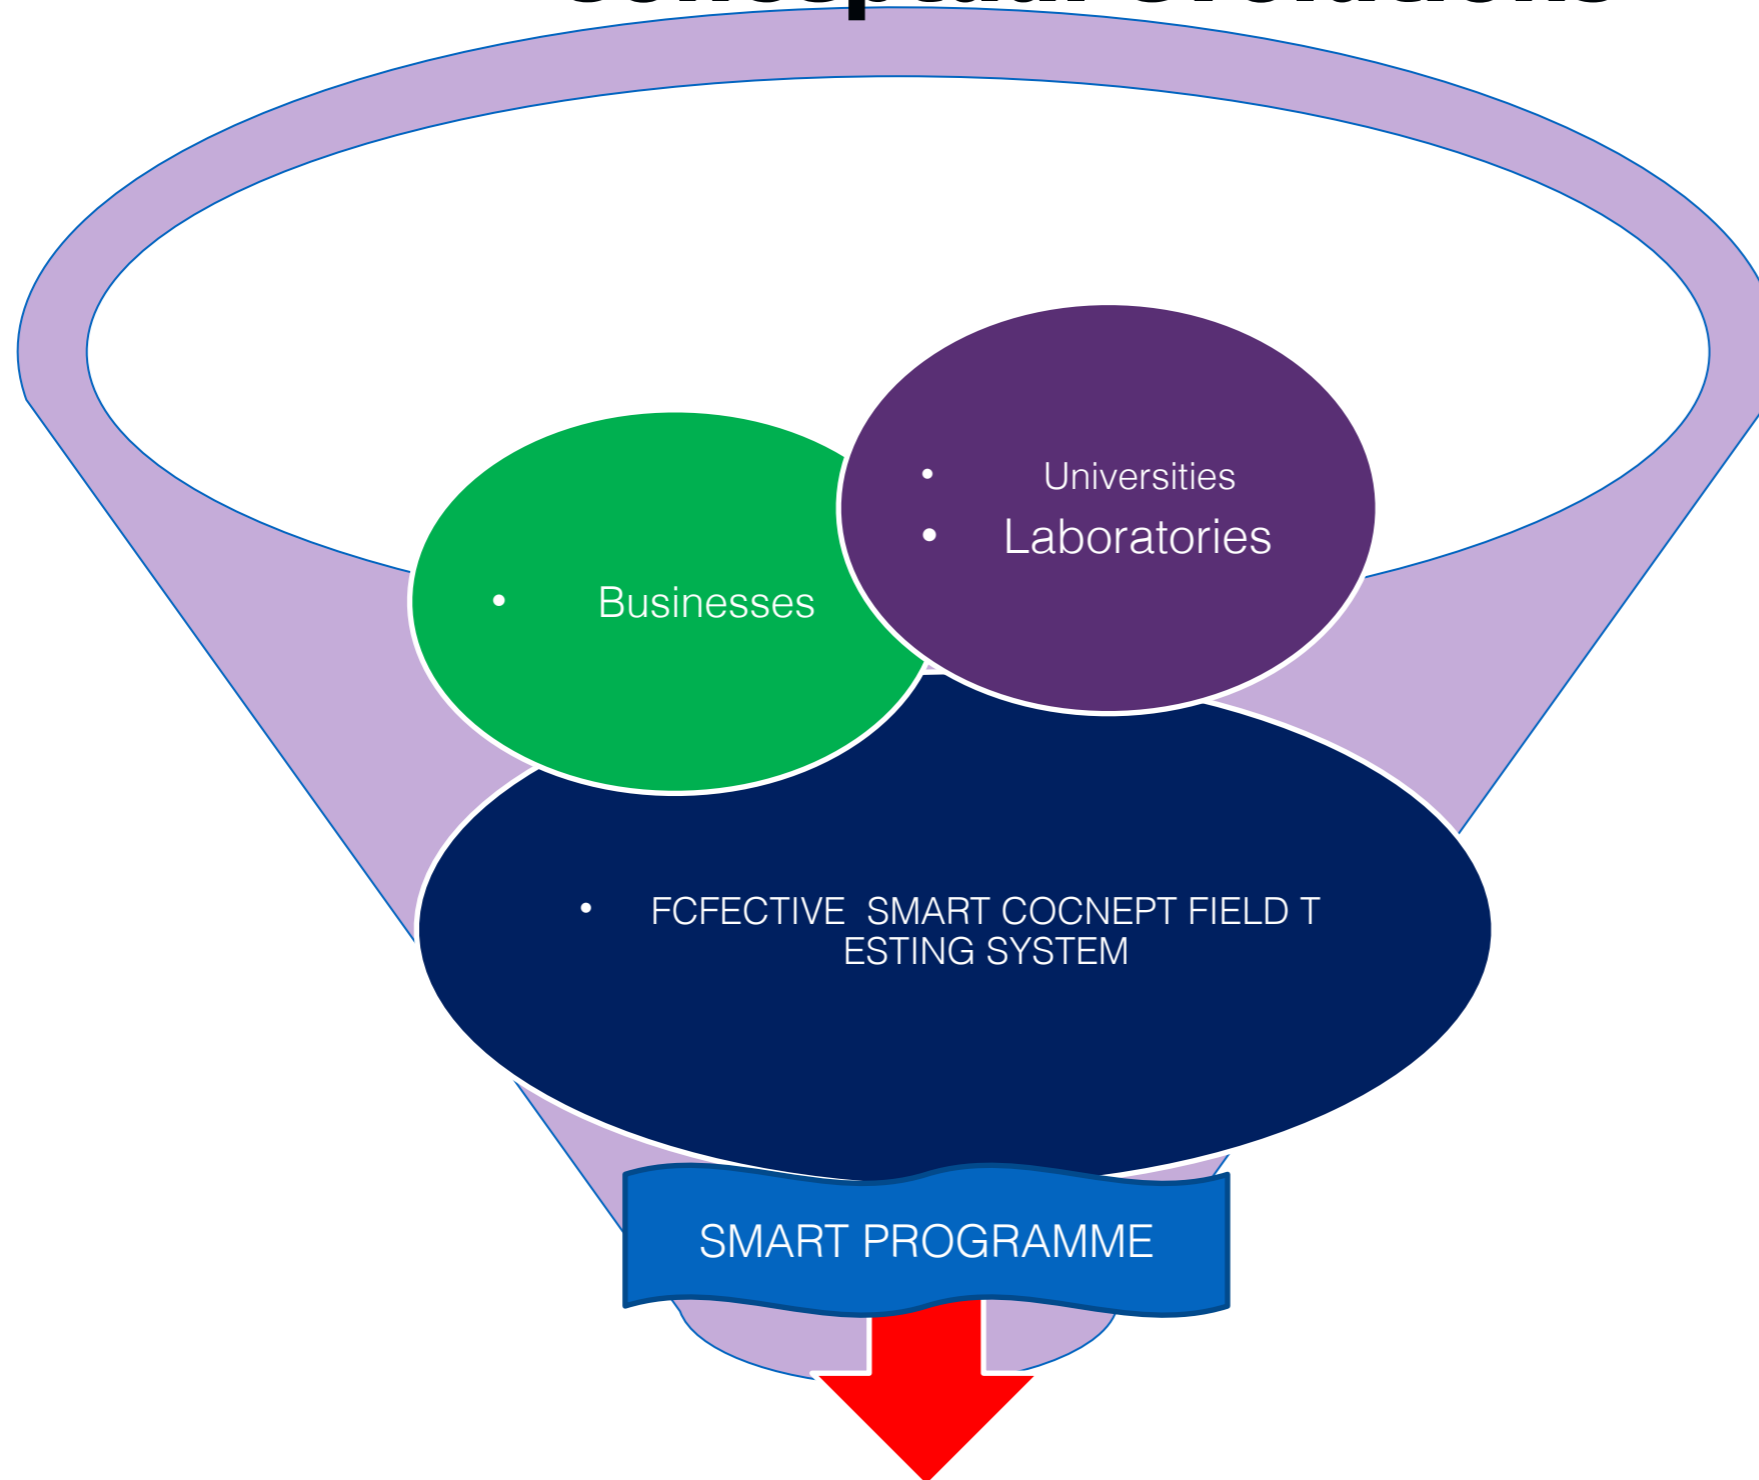 • Universities
• Laboratories
• Businesses
• FCFECTIVE  SMART COCNEPT FIELD T
ESTING SYSTEM
SMART PROGRAMME